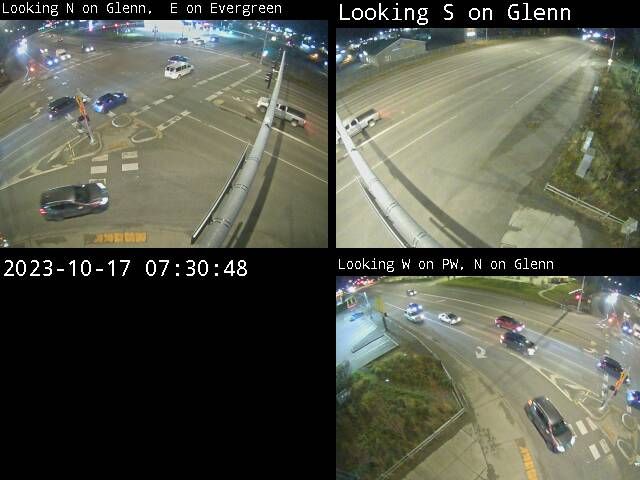 Looking N on Glenn,  E on Evergreen
Looking S on Glenn
2023-10-17 07:30:48
Looking W on PW, N on Glenn